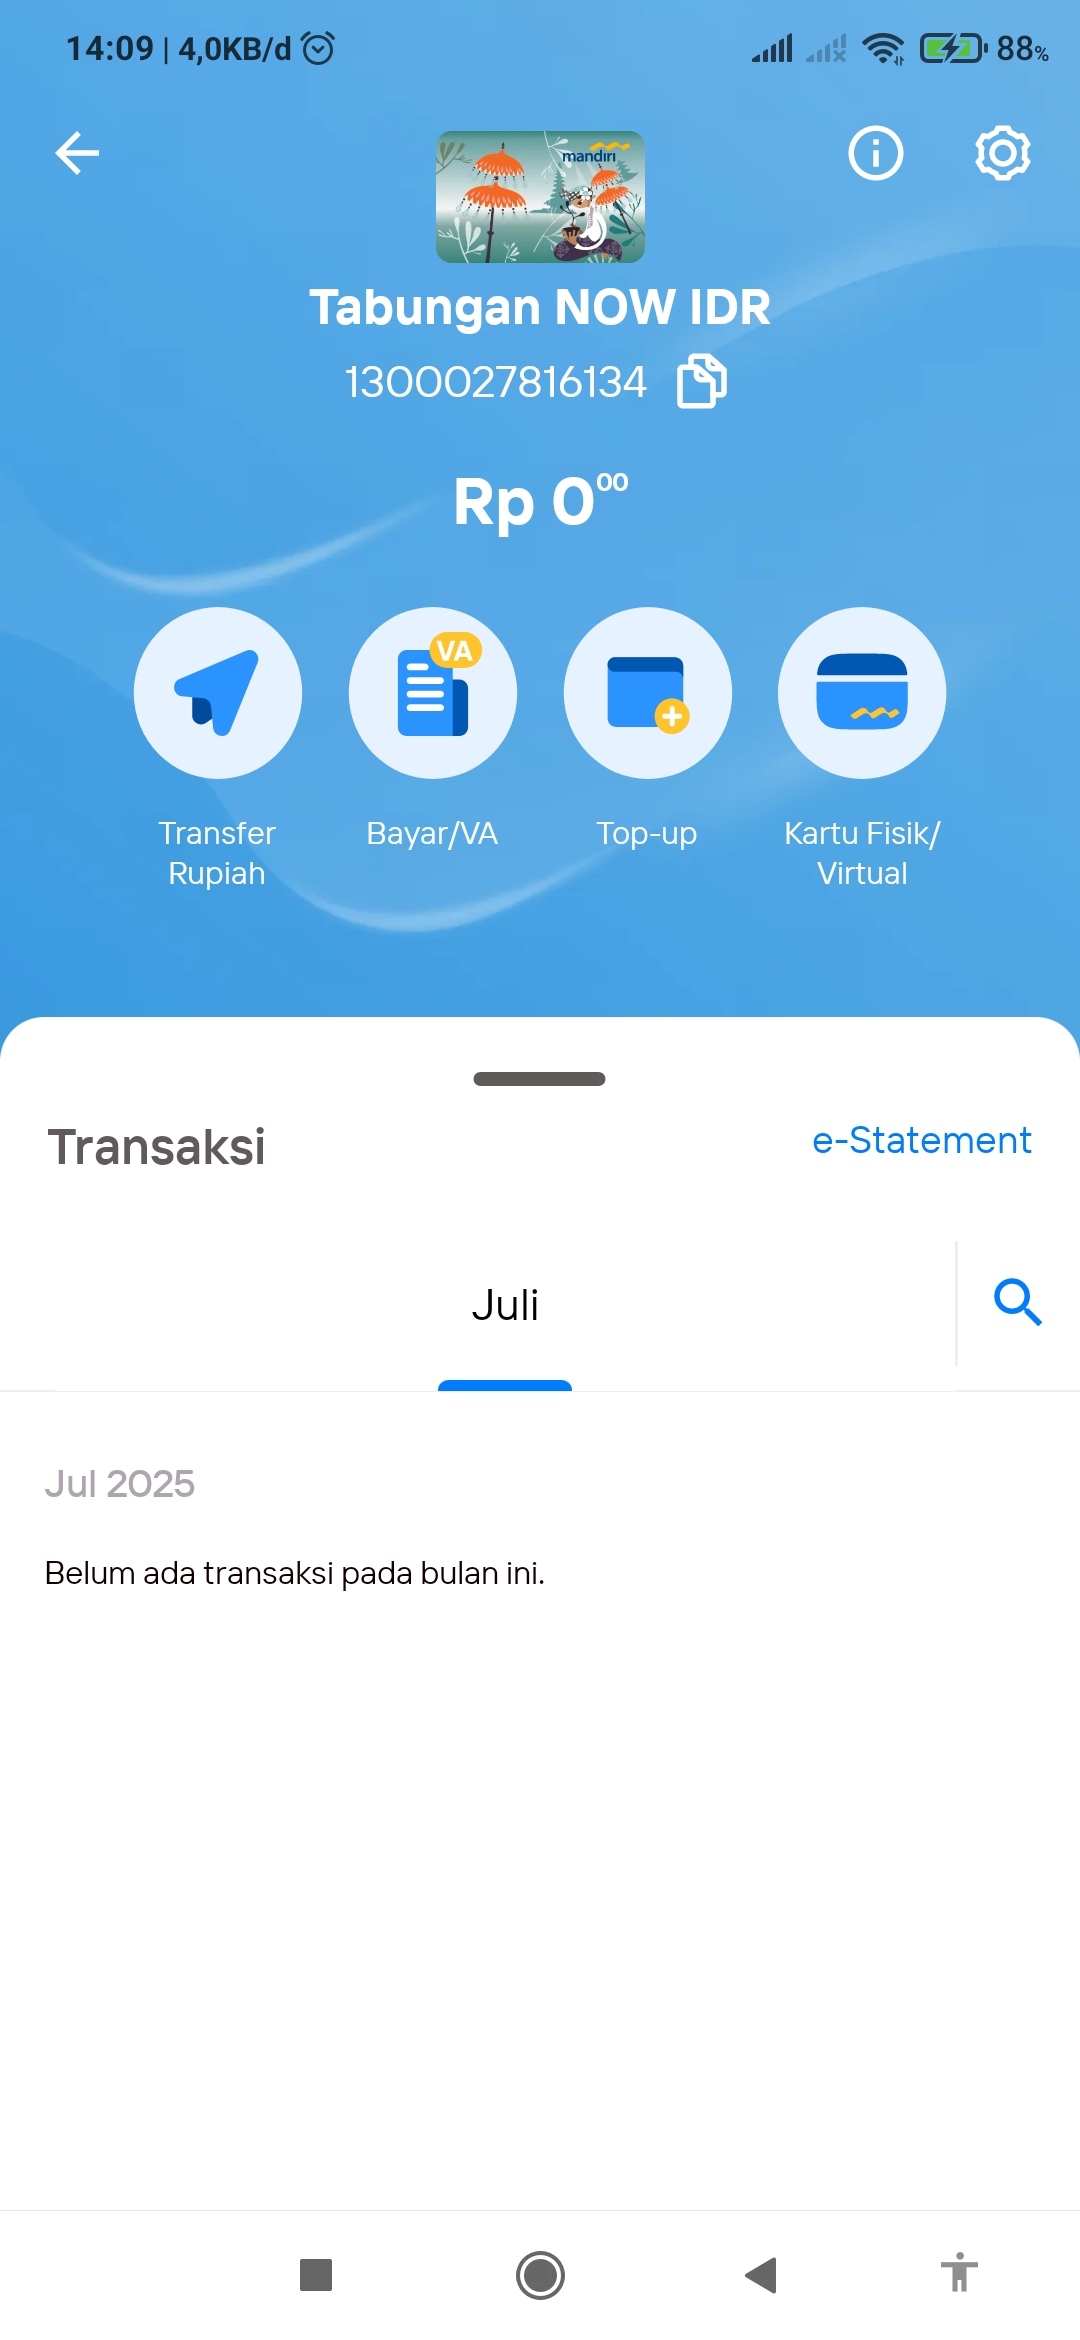 14:09 | 4,0KB/d
88%
mandiri
Tabungan NOW IDR
1300027816134
Rp 0⁰⁰
VA
Transfer
Rupiah
Bayar/VA
Top-up
Kartu Fisik/
Virtual
Transaksi
e-Statement
Juli
Jul 2025
Belum ada transaksi pada bulan ini.